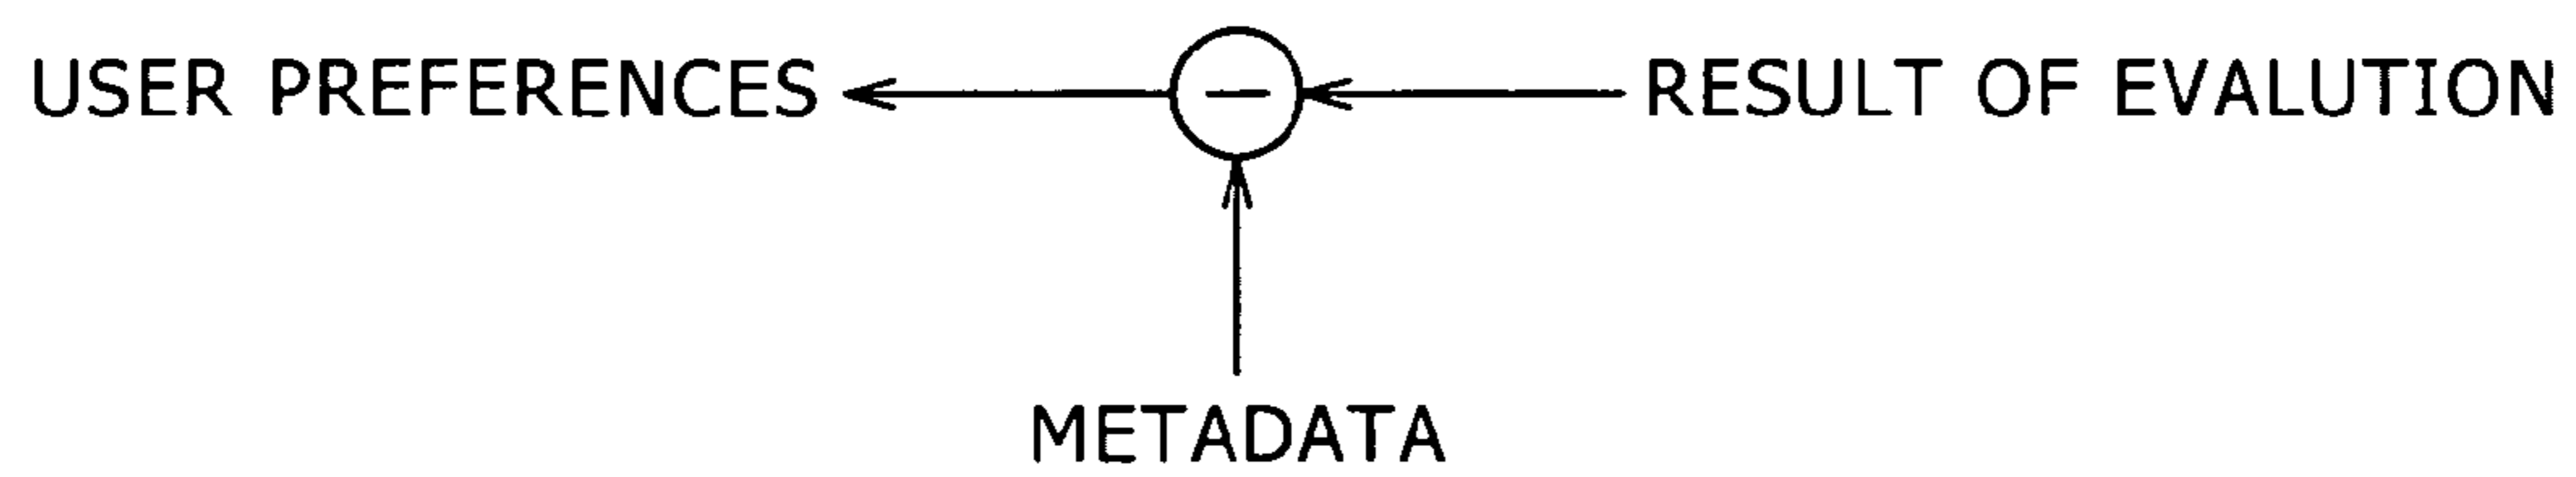 USER PREFERENCES
−
RESULT OF EVALUTION
METADATA